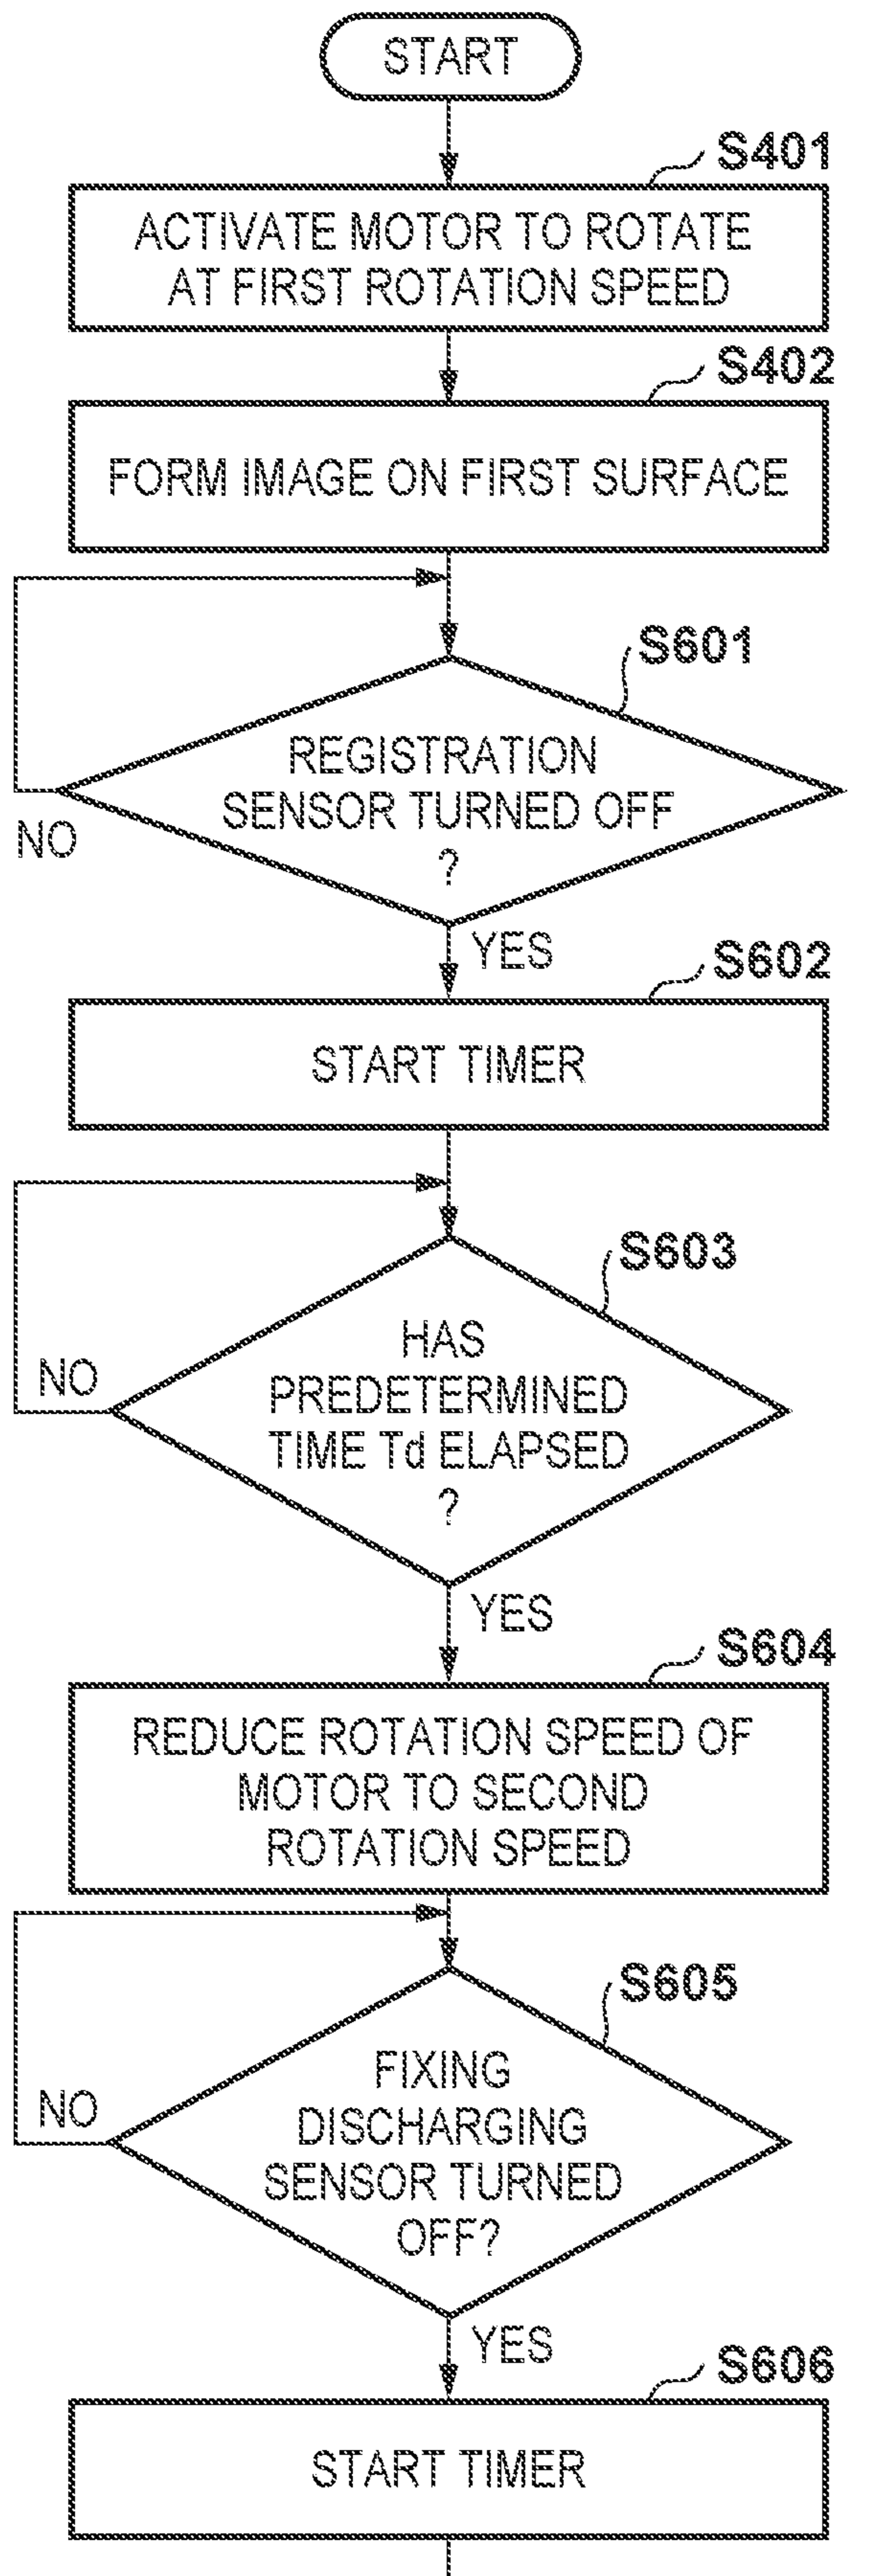 START
S401
ACTIVATE MOTOR TO ROTATE
AT FIRST ROTATION SPEED
S402
FORM IMAGE ON FIRST SURFACE
S601
REGISTRATION
SENSOR TURNED OFF
?
NO
YES
S602
START TIMER
S603
HAS
PREDETERMINED
TIME Td ELAPSED
?
NO
YES
S604
REDUCE ROTATION SPEED OF
MOTOR TO SECOND
ROTATION SPEED
S605
FIXING
DISCHARGING
SENSOR TURNED
OFF?
NO
YES
S606
START TIMER